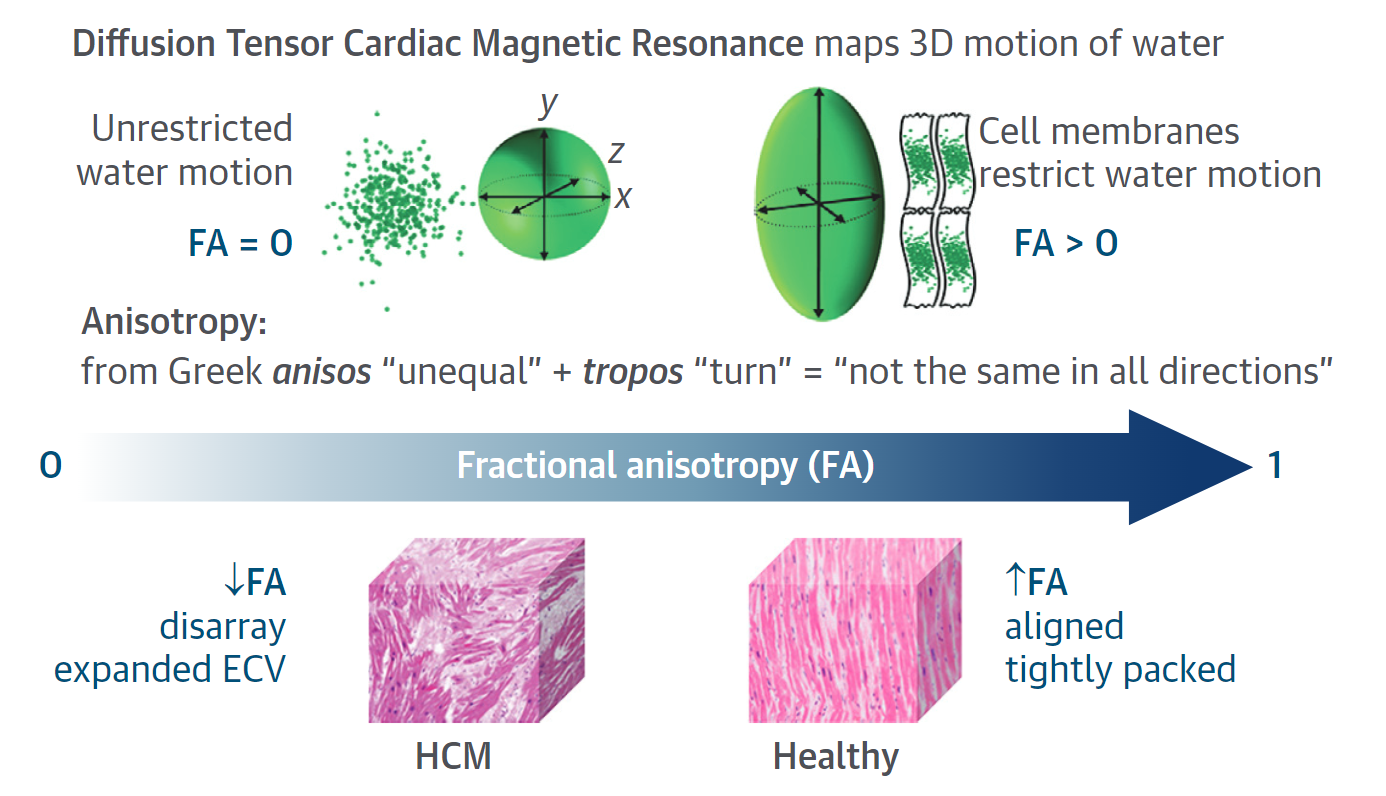 Diffusion Tensor Cardiac Magnetic Resonance maps 3D motion of water
Unrestricted
water motion
FA = 0
y
z
x
Cell membranes
restrict water motion
FA > 0
Anisotropy:
from Greek anisos “unequal” + tropos “turn” = “not the same in all directions”
0
Fractional anisotropy (FA)
1
↓FA
disarray
expanded ECV
HCM
↑FA
aligned
tightly packed
Healthy